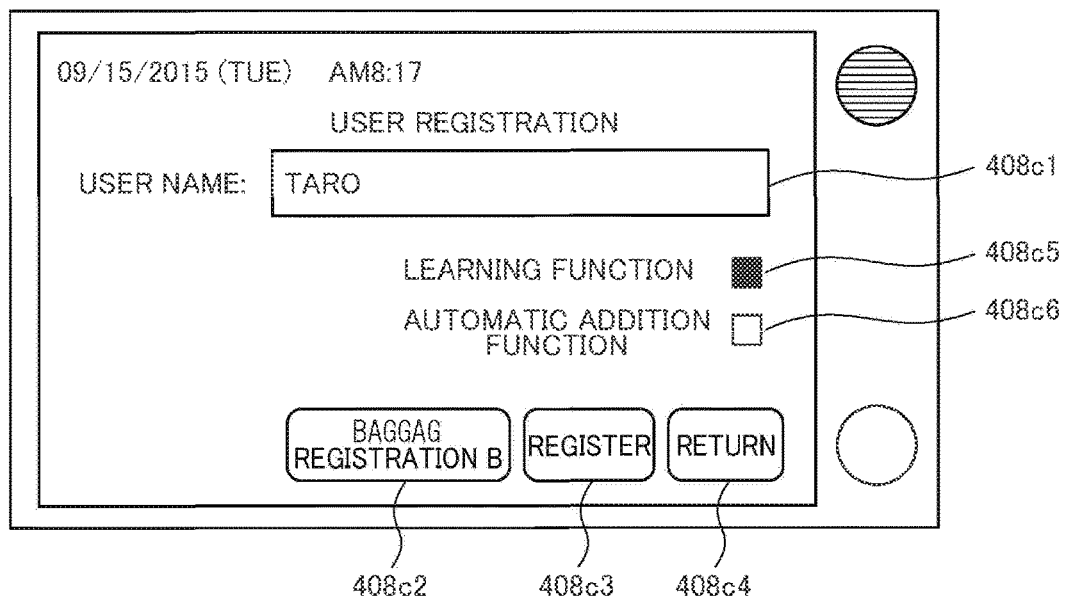 09/15/2015 (TUE) AM8:17
USER REGISTRATION
USER NAME: TARO
408c1
LEARNING FUNCTION
408c5
AUTOMATIC ADDITION
FUNCTION
408c6
BAGGAG
REGISTRATION B
REGISTER
RETURN
408c2
408c3
408c4